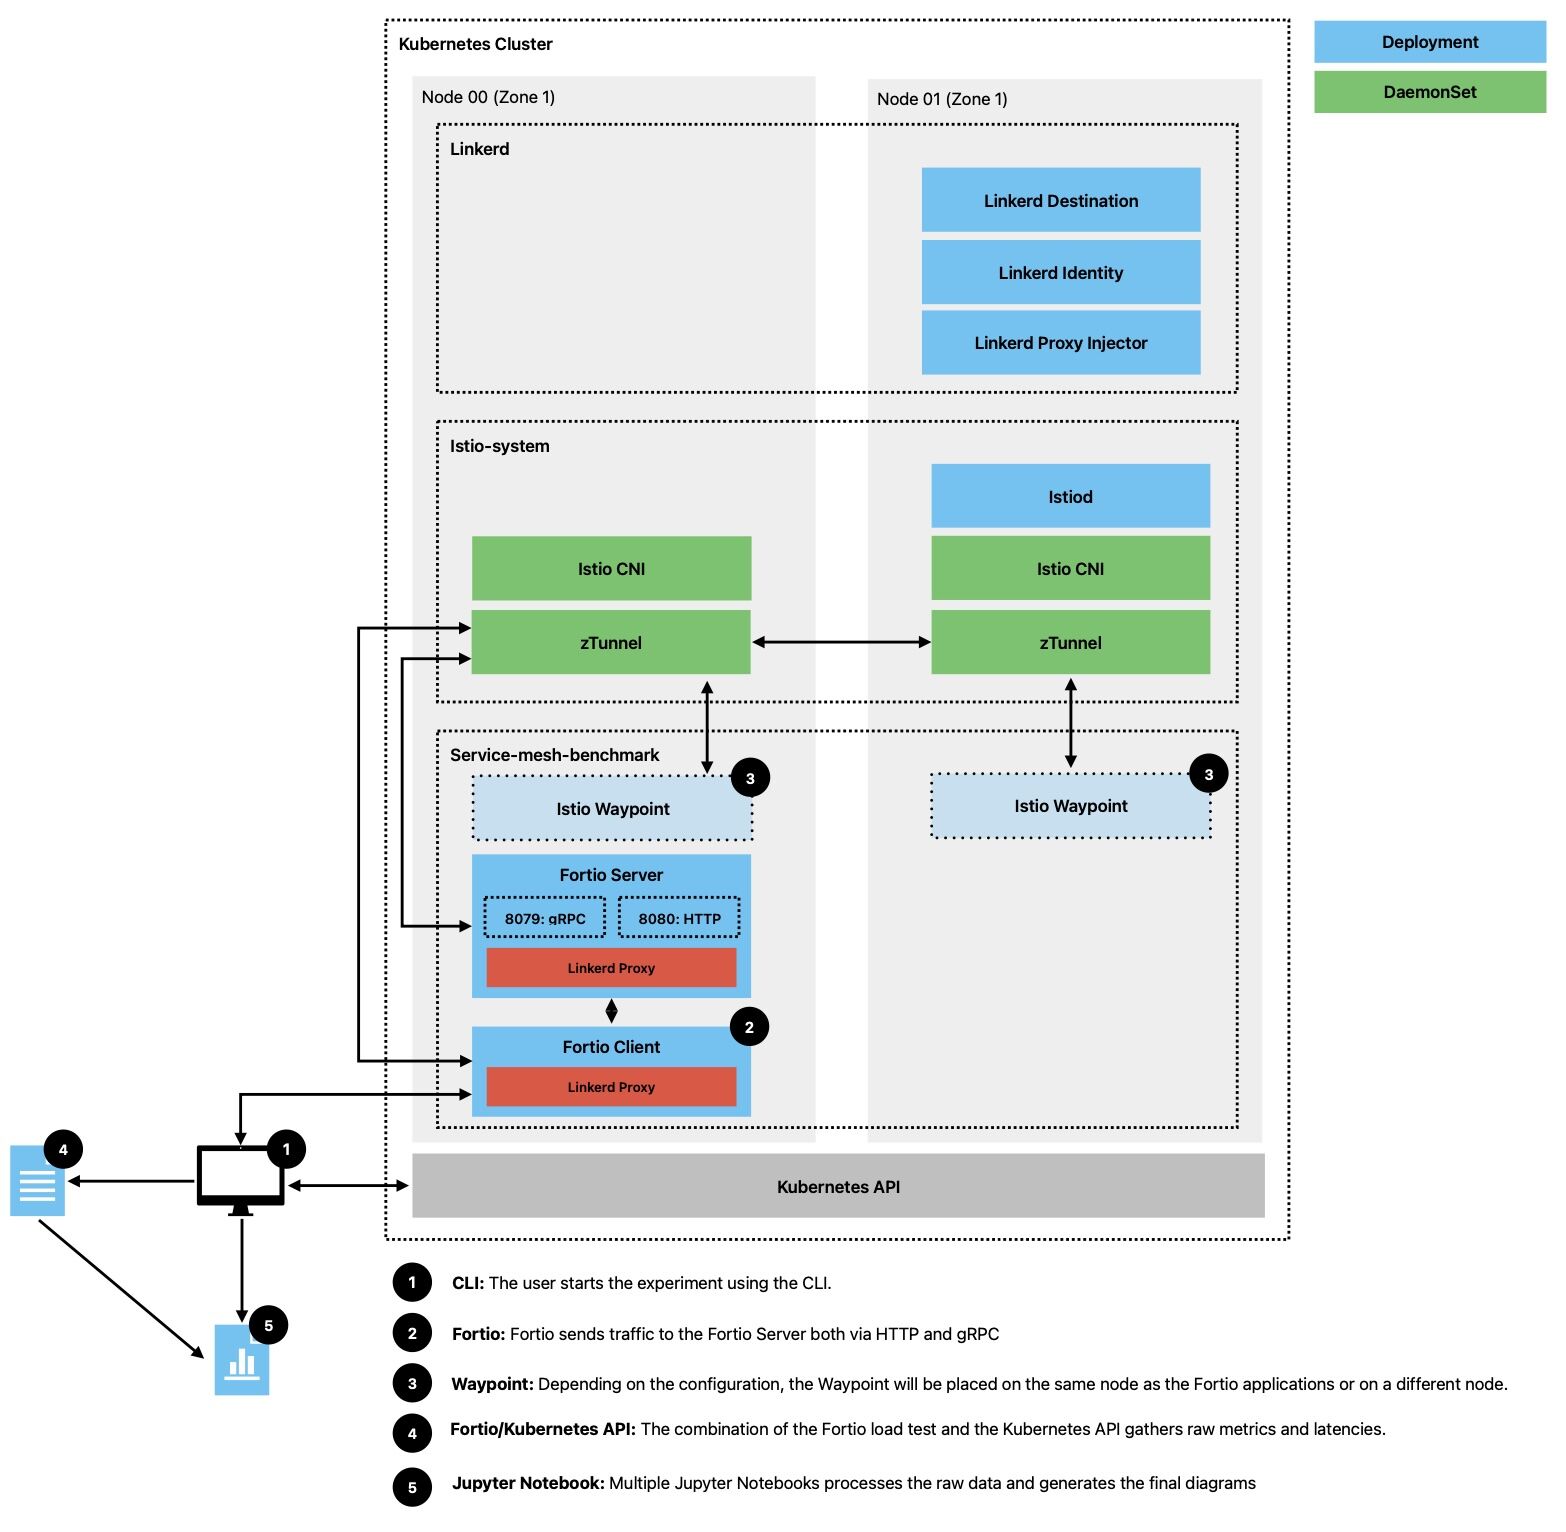 Kubernetes Cluster
Deployment
DaemonSet
Node 00 (Zone 1)
Node 01 (Zone 1)
Linkerd
Linkerd Destination
Linkerd Identity
Linkerd Proxy Injector
Istio-system
Istiod
Istio CNI
Istio CNI
zTunnel
zTunnel
Service-mesh-benchmark
3
3
Istio Waypoint
Istio Waypoint
Fortio Server
8079: gRPC
8080: HTTP
Linkerd Proxy
2
Fortio Client
Linkerd Proxy
4
1
Kubernetes API
5
1 CLI: The user starts the experiment using the CLI.
2 Fortio: Fortio sends traffic to the Fortio Server both via HTTP and gRPC
3 Waypoint: Depending on the configuration, the Waypoint will be placed on the same node as the Fortio applications or on a different node.
4 Fortio/Kubernetes API: The combination of the Fortio load test and the Kubernetes API gathers raw metrics and latencies.
5 Jupyter Notebook: Multiple Jupyter Notebooks processes the raw data and generates the final diagrams